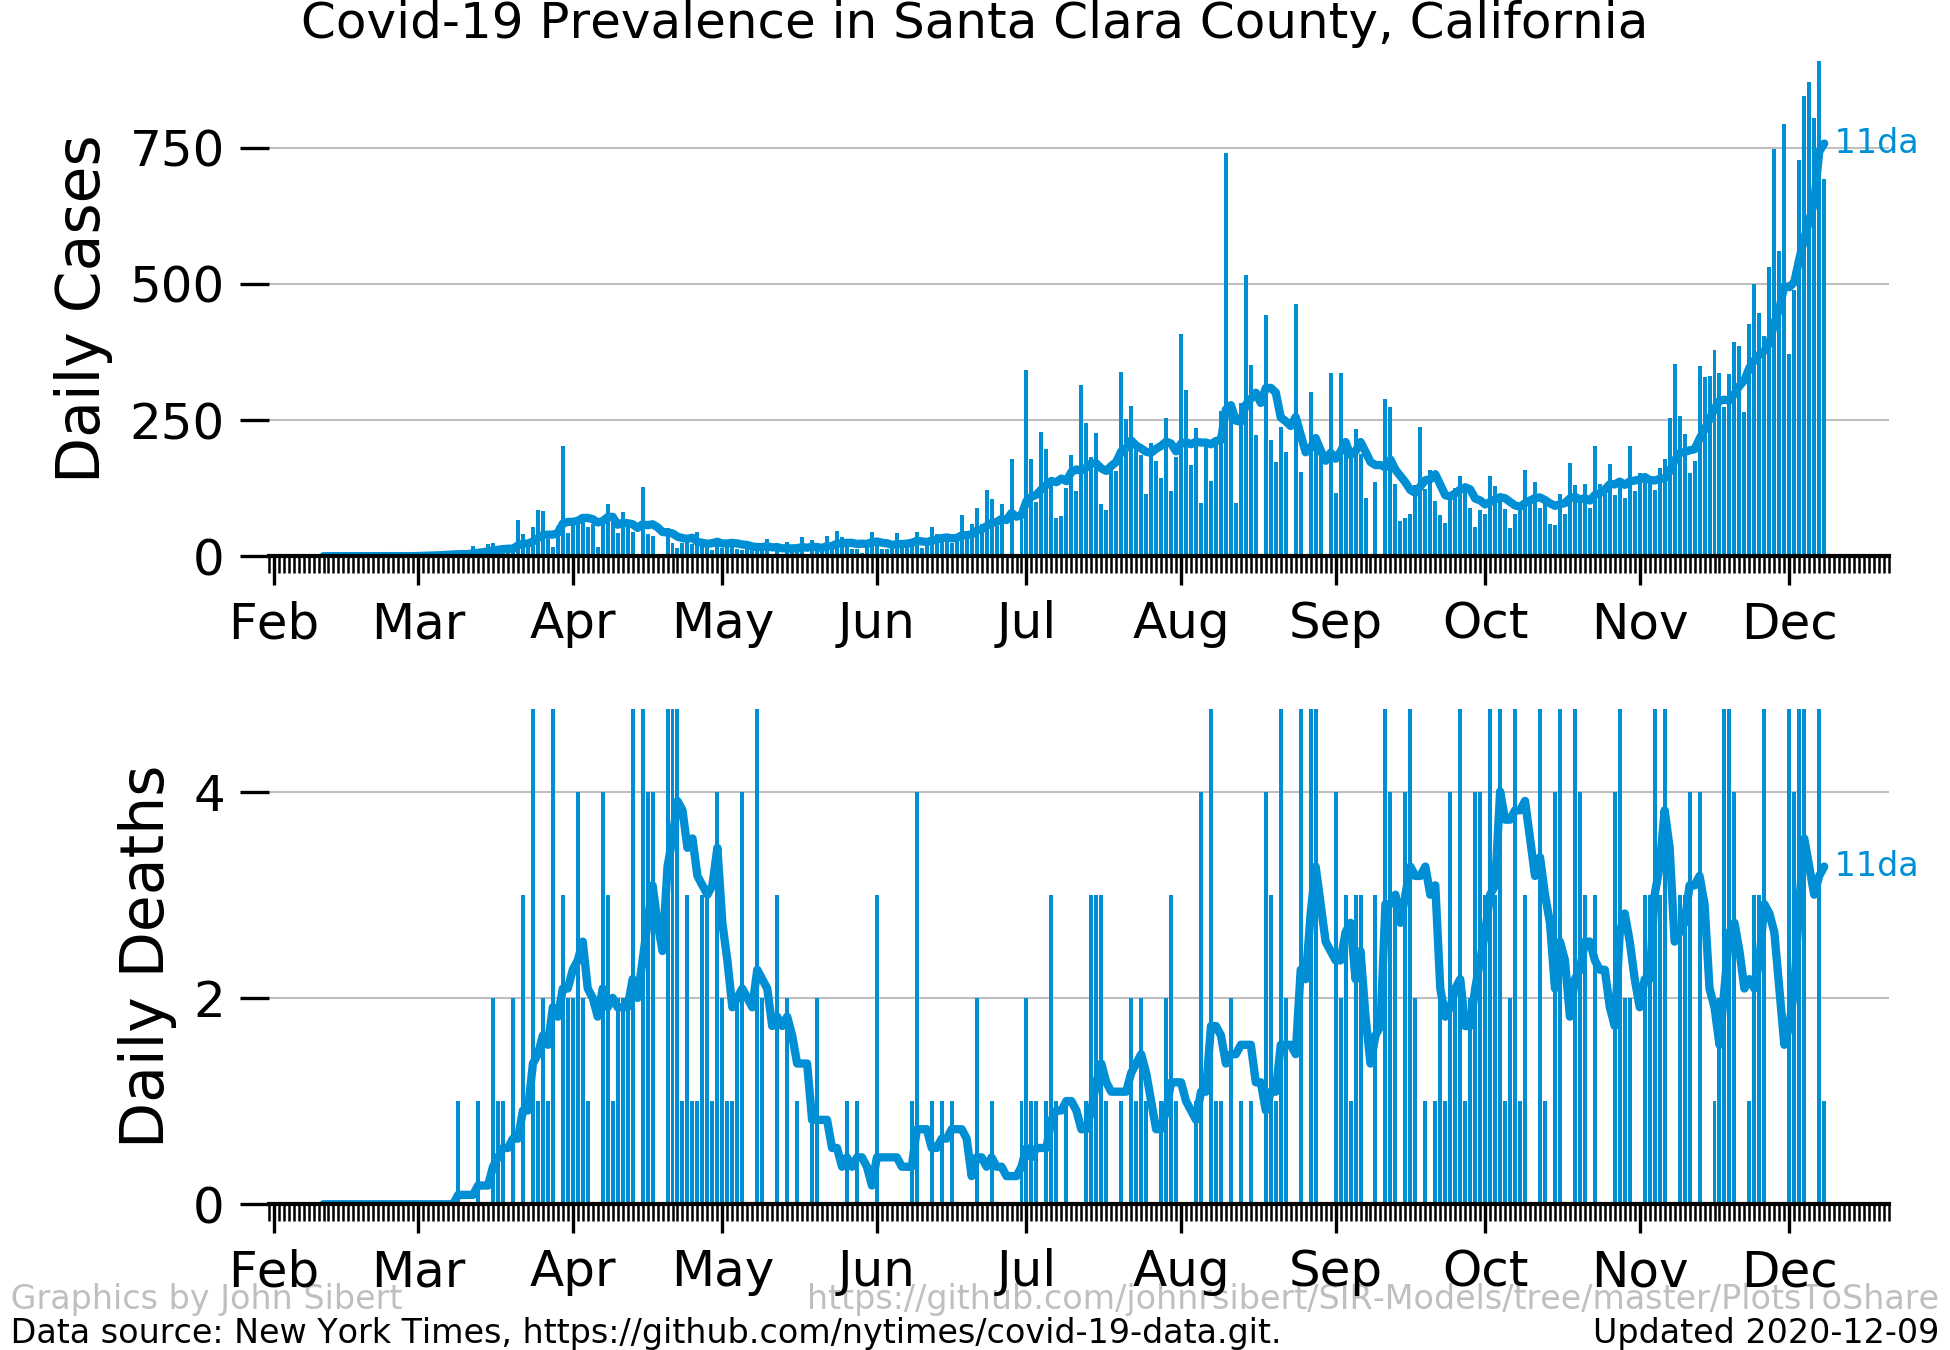 Covid-19 Prevalence in Santa Clara County, California
Daily Cases
750
500
250
0
11da
Feb Mar Apr May Jun Jul Aug Sep Oct Nov Dec
Daily Deaths
4
2
0
11da
Feb Mar Apr May Jun Jul Aug Sep Oct Nov Dec
Graphics by John Sibert https://github.com/johnrsibert/SIR-Models/tree/master/PlotsToShare
Data source: New York Times, https://github.com/nytimes/covid-19-data.git. Updated 2020-12-09